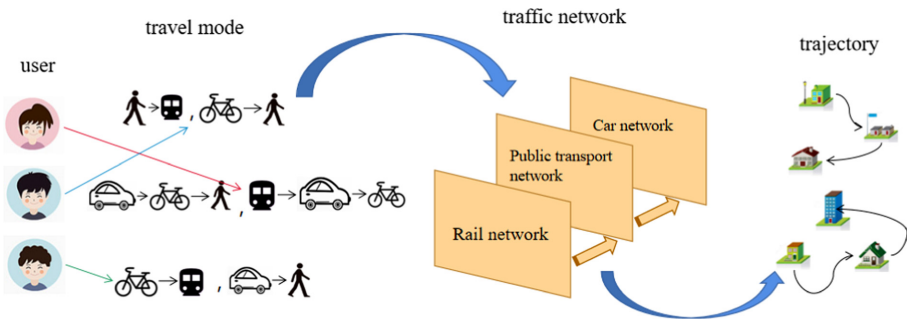 user
travel mode
traffic network
trajectory
,
,
,
Rail network
Public transport
network
Car network